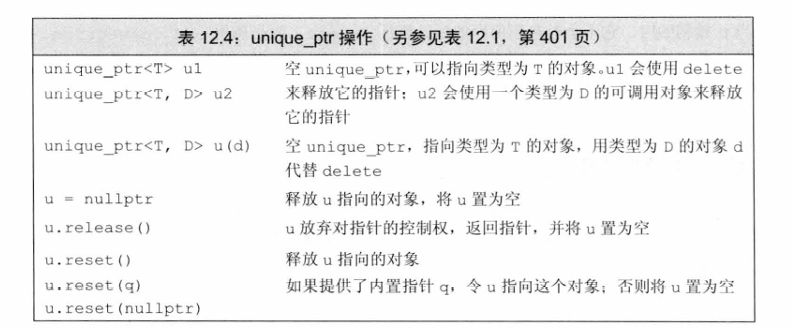 表 12.4：unique_ptr 操作（另参见表 12.1，第 401 页）
unique_ptr<T> u1 空 unique_ptr，可以指向类型为 T 的对象。u1 会使用 delete
unique_ptr<T, D> u2 来释放它的指针；u2 会使用一个类型为 D 的可调用对象来释放
它的指针
unique_ptr<T, D> u(d) 空 unique_ptr，指向类型为 T 的对象，用类型为 D 的对象 d
代替 delete
u = nullptr 释放 u 指向的对象，将 u 置为空
u.release() u 放弃对指针的控制权，返回指针，并将 u 置为空
u.reset() 释放 u 指向的对象
u.reset(q) 如果提供了内置指针 q，令 u 指向这个对象；否则将 u 置为空
u.reset(nullptr)